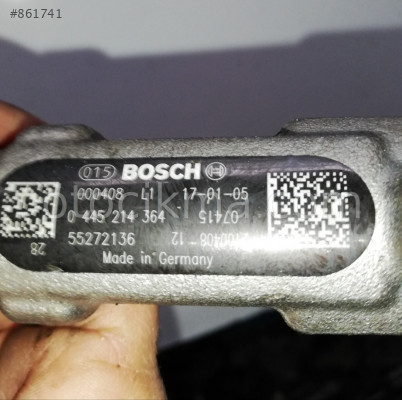 #861741
015 BOSCH
000408 L1 17-01-05
0 445 214 364 07415
55272136
28
Made in Germany